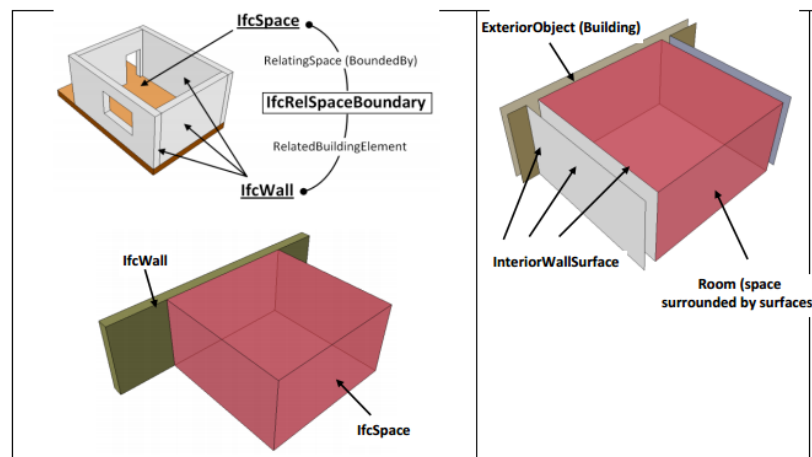 IfcSpace
RelatingSpace (BoundedBy)
IfcRelSpaceBoundary
RelatedBuildingElement
IfcWall
IfcWall
IfcSpace
ExteriorObject (Building)
InteriorWallSurface
Room (space
surrounded by surfaces